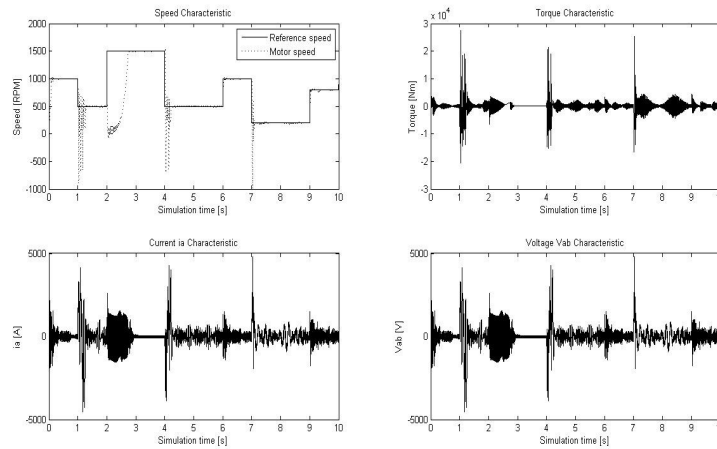 Speed Characteristic
Speed [RPM]
2000
1500
1000
500
0
-500
-1000
0 1 2 3 4 5 6 7 8 9 10
Simulation time [s]
Reference speed
Motor speed
Torque Characteristic
x 10⁴
Torque [Nm]
3
2
1
0
-1
-2
-3
0 1 2 3 4 5 6 7 8 9 10
Simulation time [s]
Current ia Characteristic
ia [A]
5000
0
-5000
0 1 2 3 4 5 6 7 8 9 10
Simulation time [s]
Voltage Vab Characteristic
Vab [V]
5000
0
-5000
0 1 2 3 4 5 6 7 8 9 10
Simulation time [s]